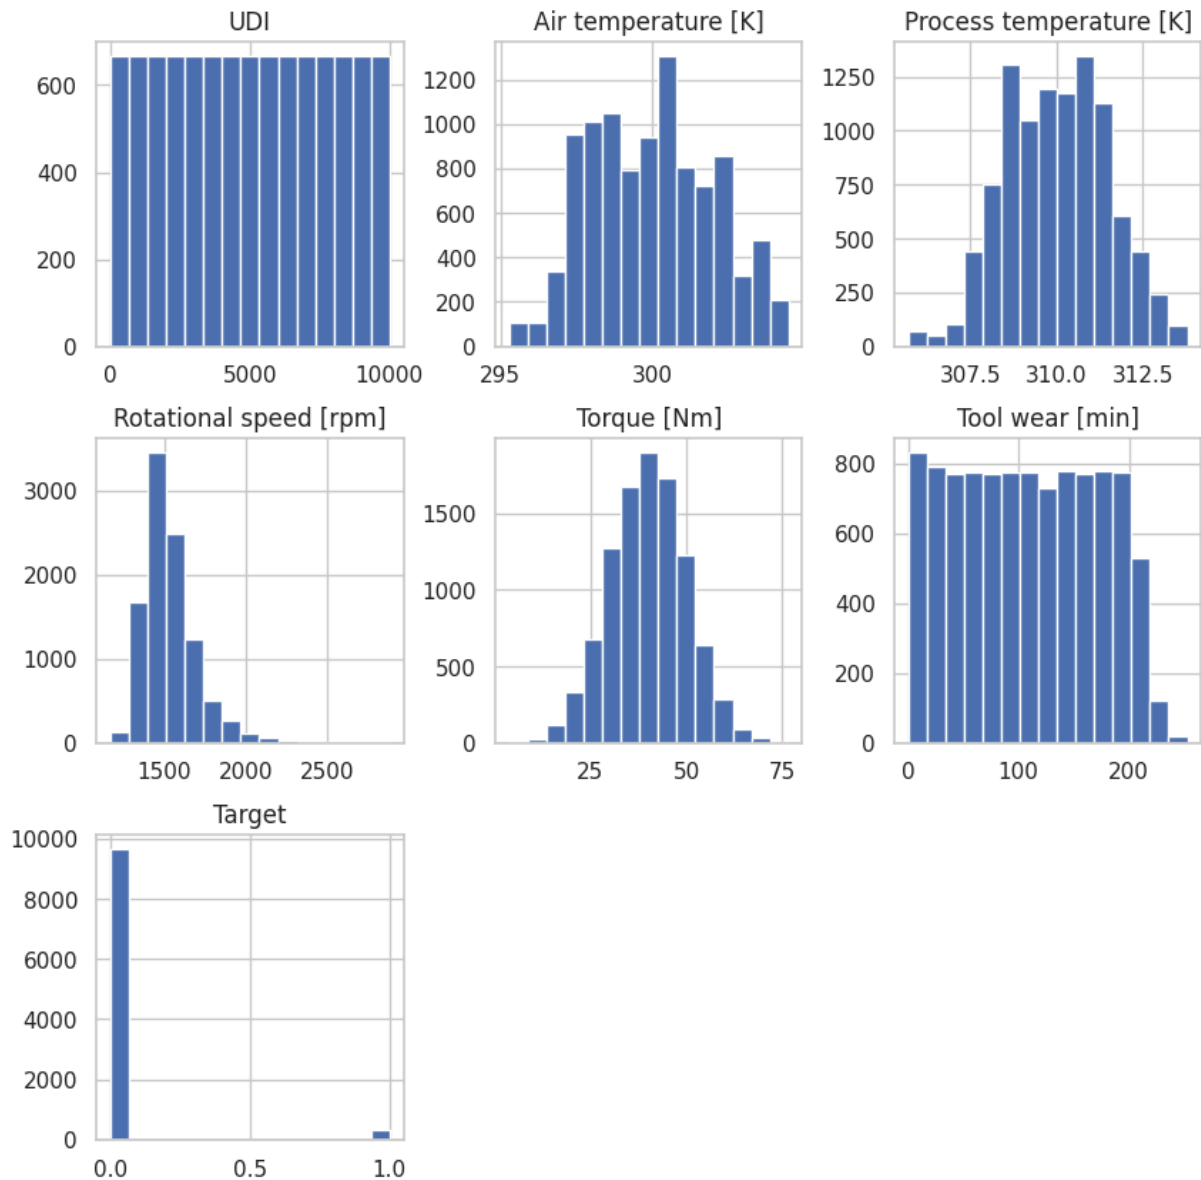 UDI
600
400
200
0
0 5000 10000
Air temperature [K]
1200
1000
800
600
400
200
0
295 300
Process temperature [K]
1250
1000
750
500
250
0
307.5 310.0 312.5
Rotational speed [rpm]
3000
2000
1000
0
1500 2000 2500
Torque [Nm]
1500
1000
500
0
25 50 75
Tool wear [min]
800
600
400
200
0
0 100 200
Target
10000
8000
6000
4000
2000
0
0.0 0.5 1.0